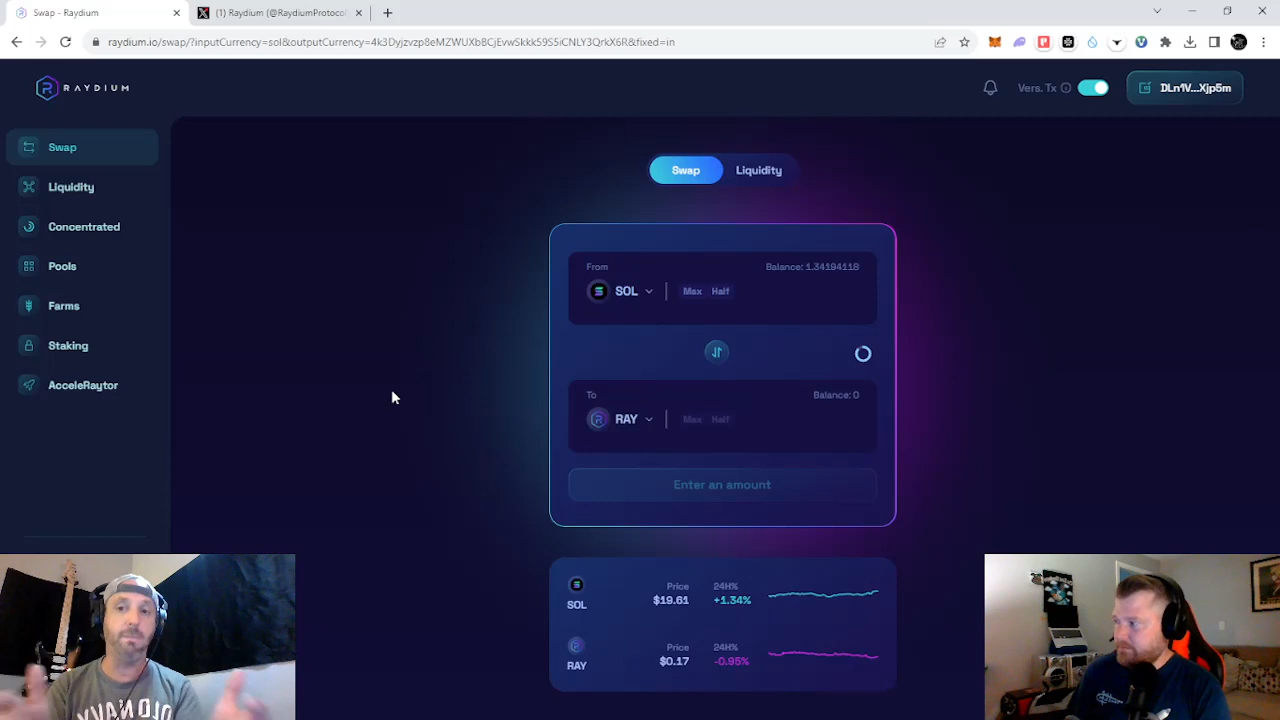 Swap - Raydium
(1) Raydium (@RaydiumProtocol
raydium.io/swap/?inputCurrency=sol&outputCurrency=4k3Dyjzvzp8eMZWUXbBCjEvwSkkk59S5iCNLY3QrkX6R&fixed=in
RAYDIUM
Vers. Tx
DLn1V...Xjp5m
Swap
Liquidity
Concentrated
Pools
Farms
Staking
AcceleRaytor
Swap
Liquidity
From
Balance: 1.34194118
SOL
Max
Half
To
Balance: 0
RAY
Max
Half
Enter an amount
SOL
Price
$19.61
24H%
+1.34%
RAY
Price
$0.17
24H%
-0.95%
OLD NAVY